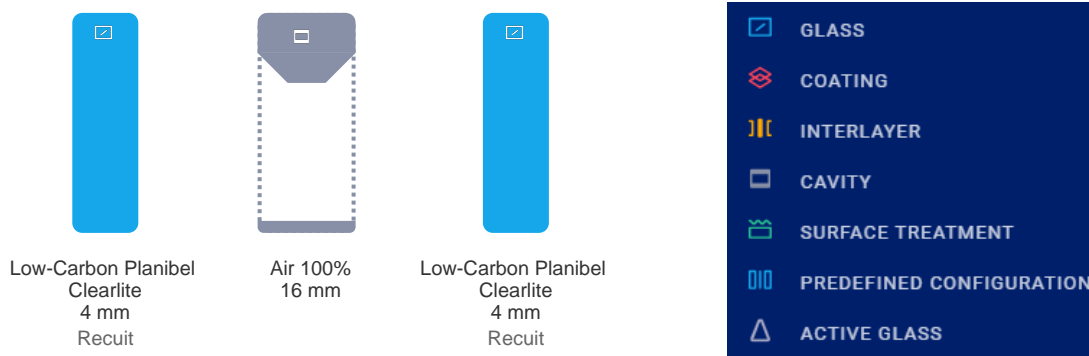 Low-Carbon Planibel
Clearlite
4 mm
Recuit
Air 100%
16 mm
Low-Carbon Planibel
Clearlite
4 mm
Recuit
GLASS
COATING
INTERLAYER
CAVITY
SURFACE TREATMENT
PREDEFINED CONFIGURATION
ACTIVE GLASS